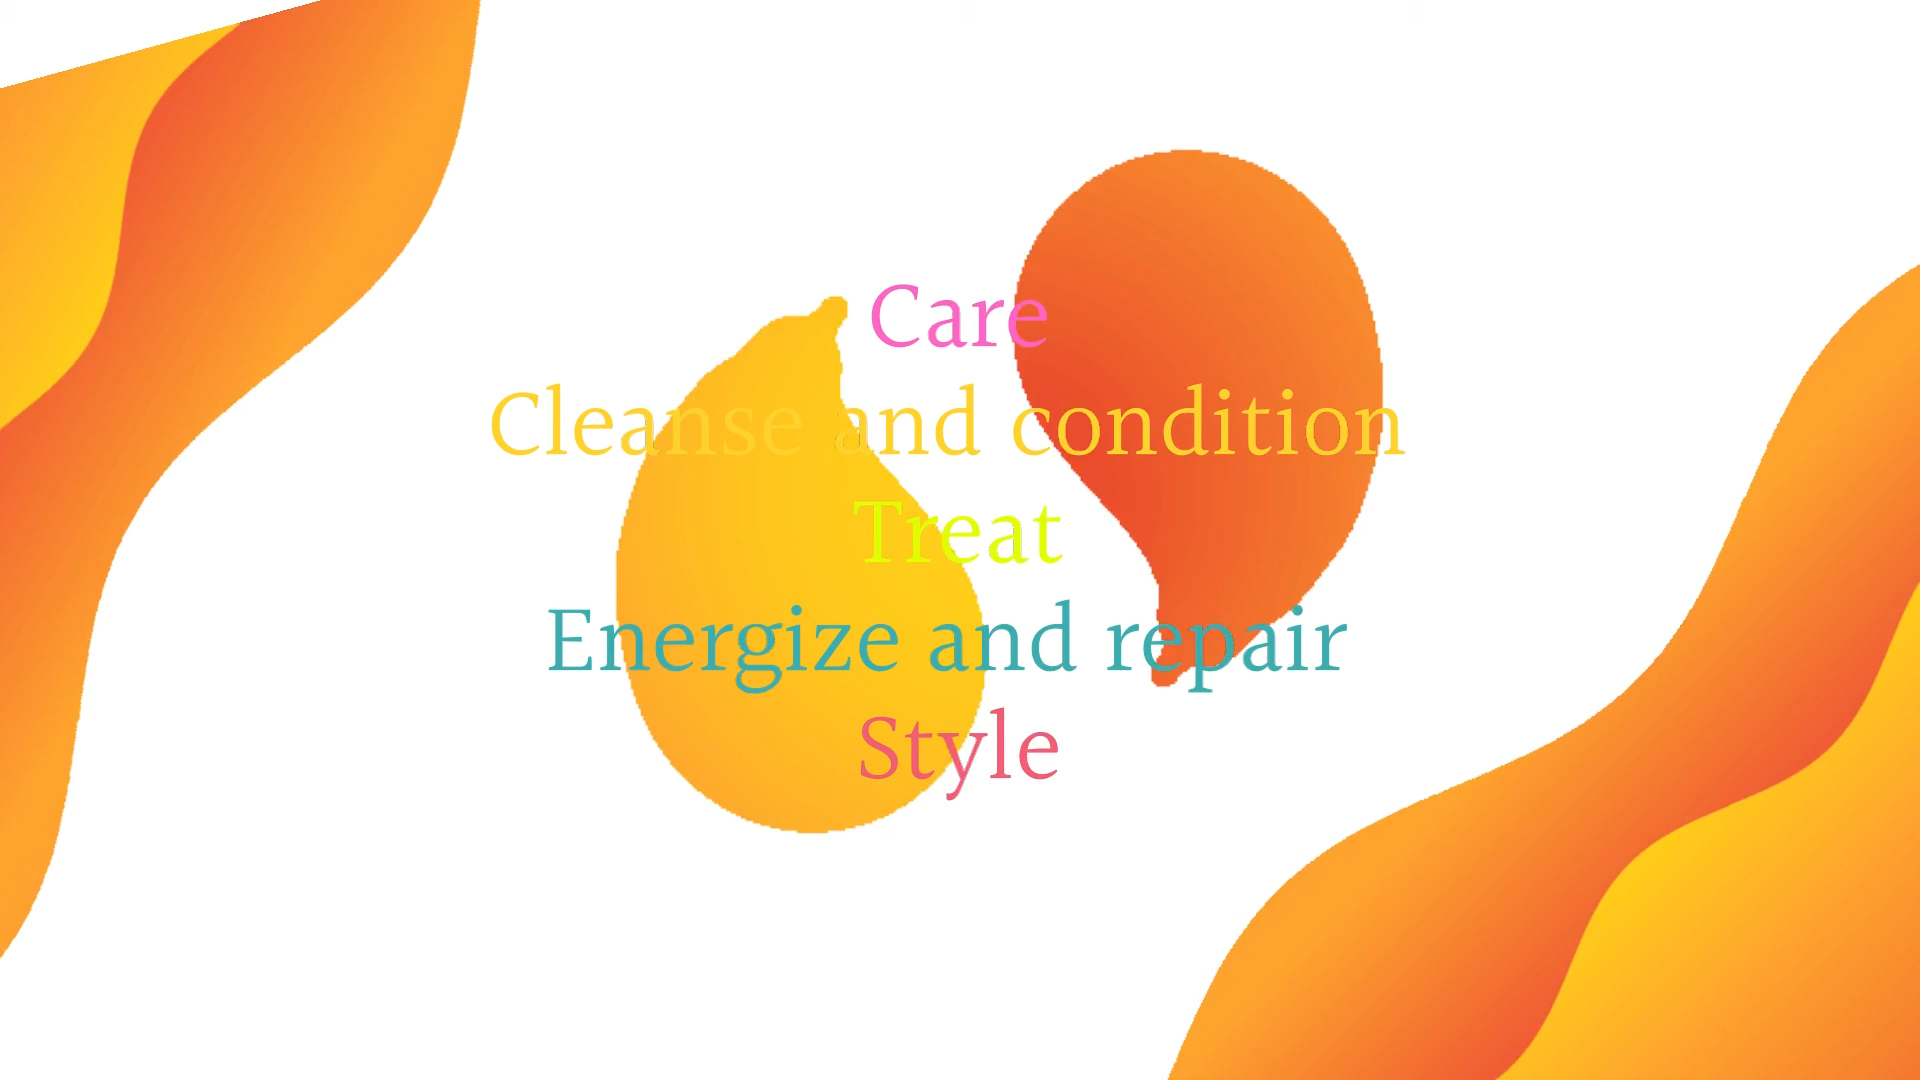 Care
Cleanse and condition
Treat
Energize and repair
Style